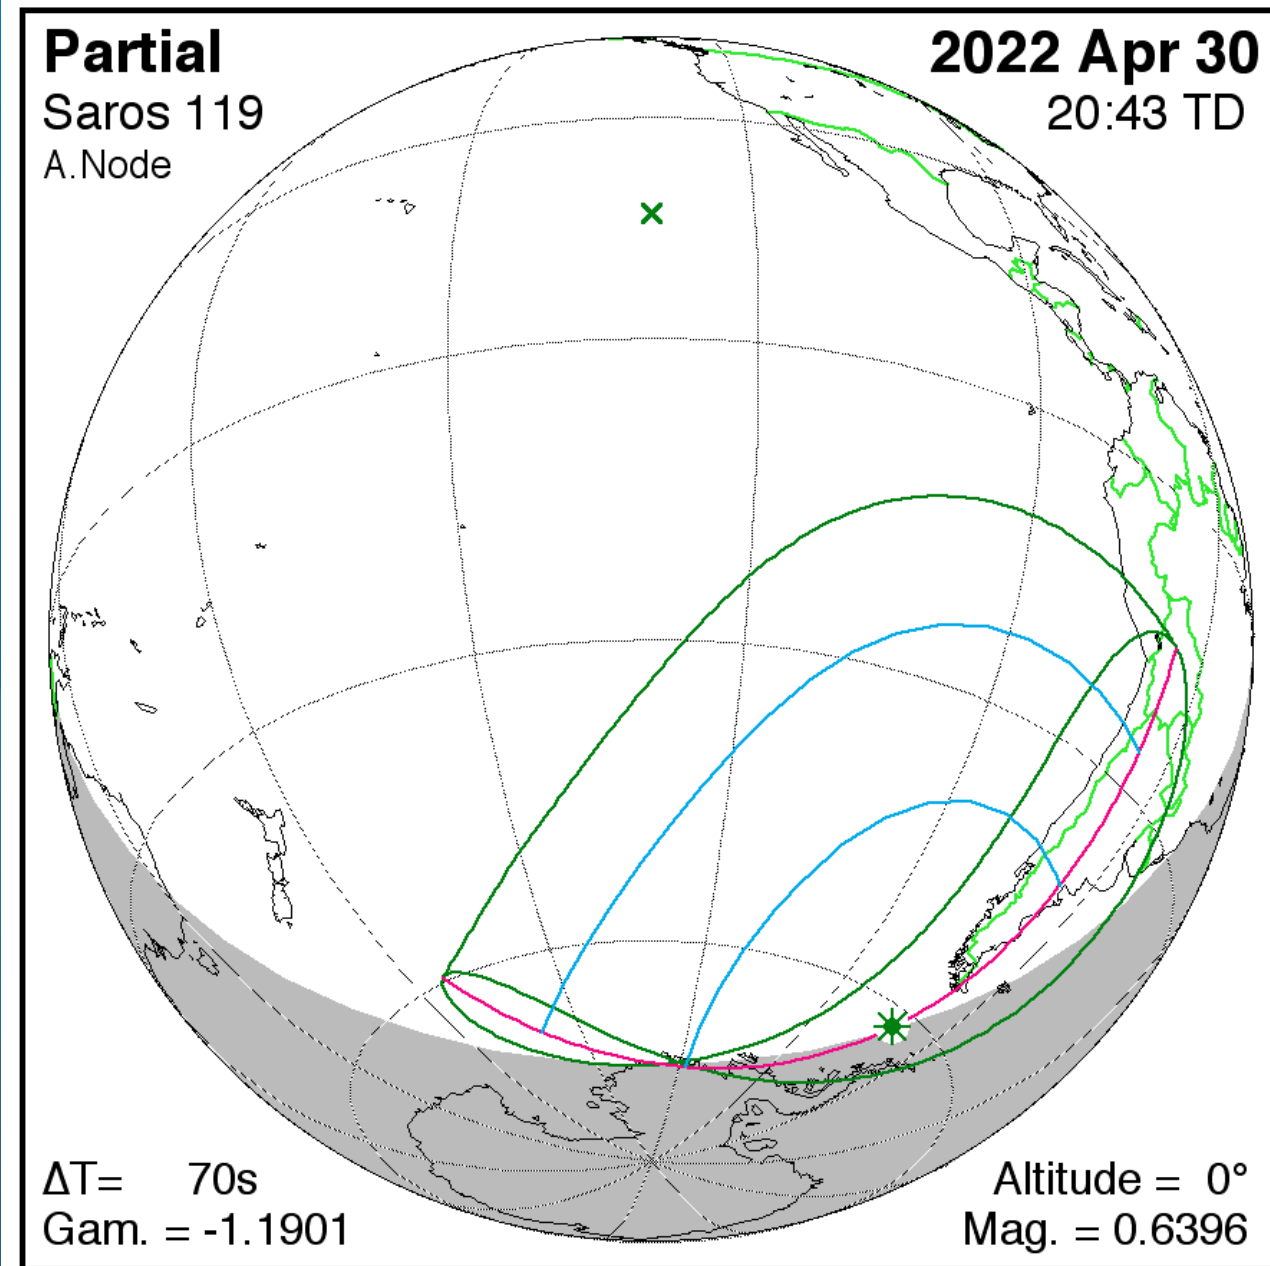 Partial
Saros 119
A.Node
2022 Apr 30
20:43 TD
ΔT= 70s
Gam. = -1.1901
Altitude = 0°
Mag. = 0.6396